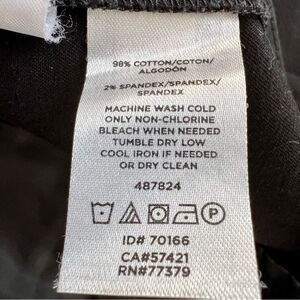 98% COTTON/COTON/
ALGODÓN
2% SPANDEX/SPANDEX/
SPANDEX
MACHINE WASH COLD
ONLY NON-CHLORINE
BLEACH WHEN NEEDED
TUMBLE DRY LOW
COOL IRON IF NEEDED
OR DRY CLEAN
487824
P
ID# 70166
CA#57421
RN#77379